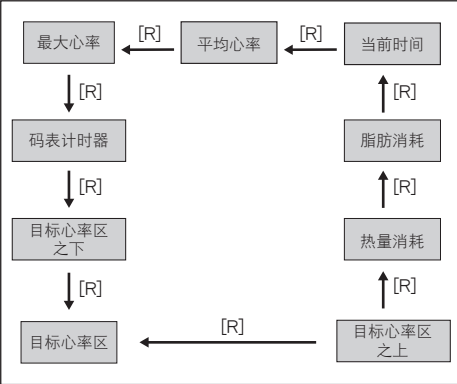 最大心率
[R]
平均心率
[R]
当前时间
[R]
[R]
码表计时器
脂肪消耗
[R]
[R]
目标心率区
之下
热量消耗
[R]
[R]
目标心率区
[R]
目标心率区
之上